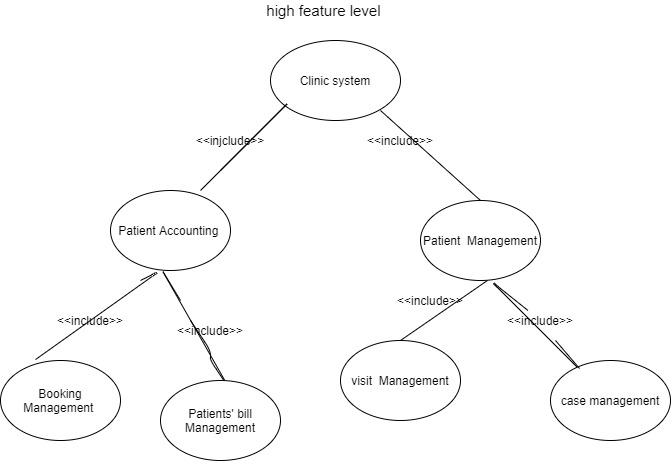 high feature level
Clinic system
<<injclude>>
<<include>>
Patient Accounting
Patient Management
<<include>>
<<include>>
<<include>>
<<include>>
Booking
Management
Patients' bill
Management
visit Management
case management